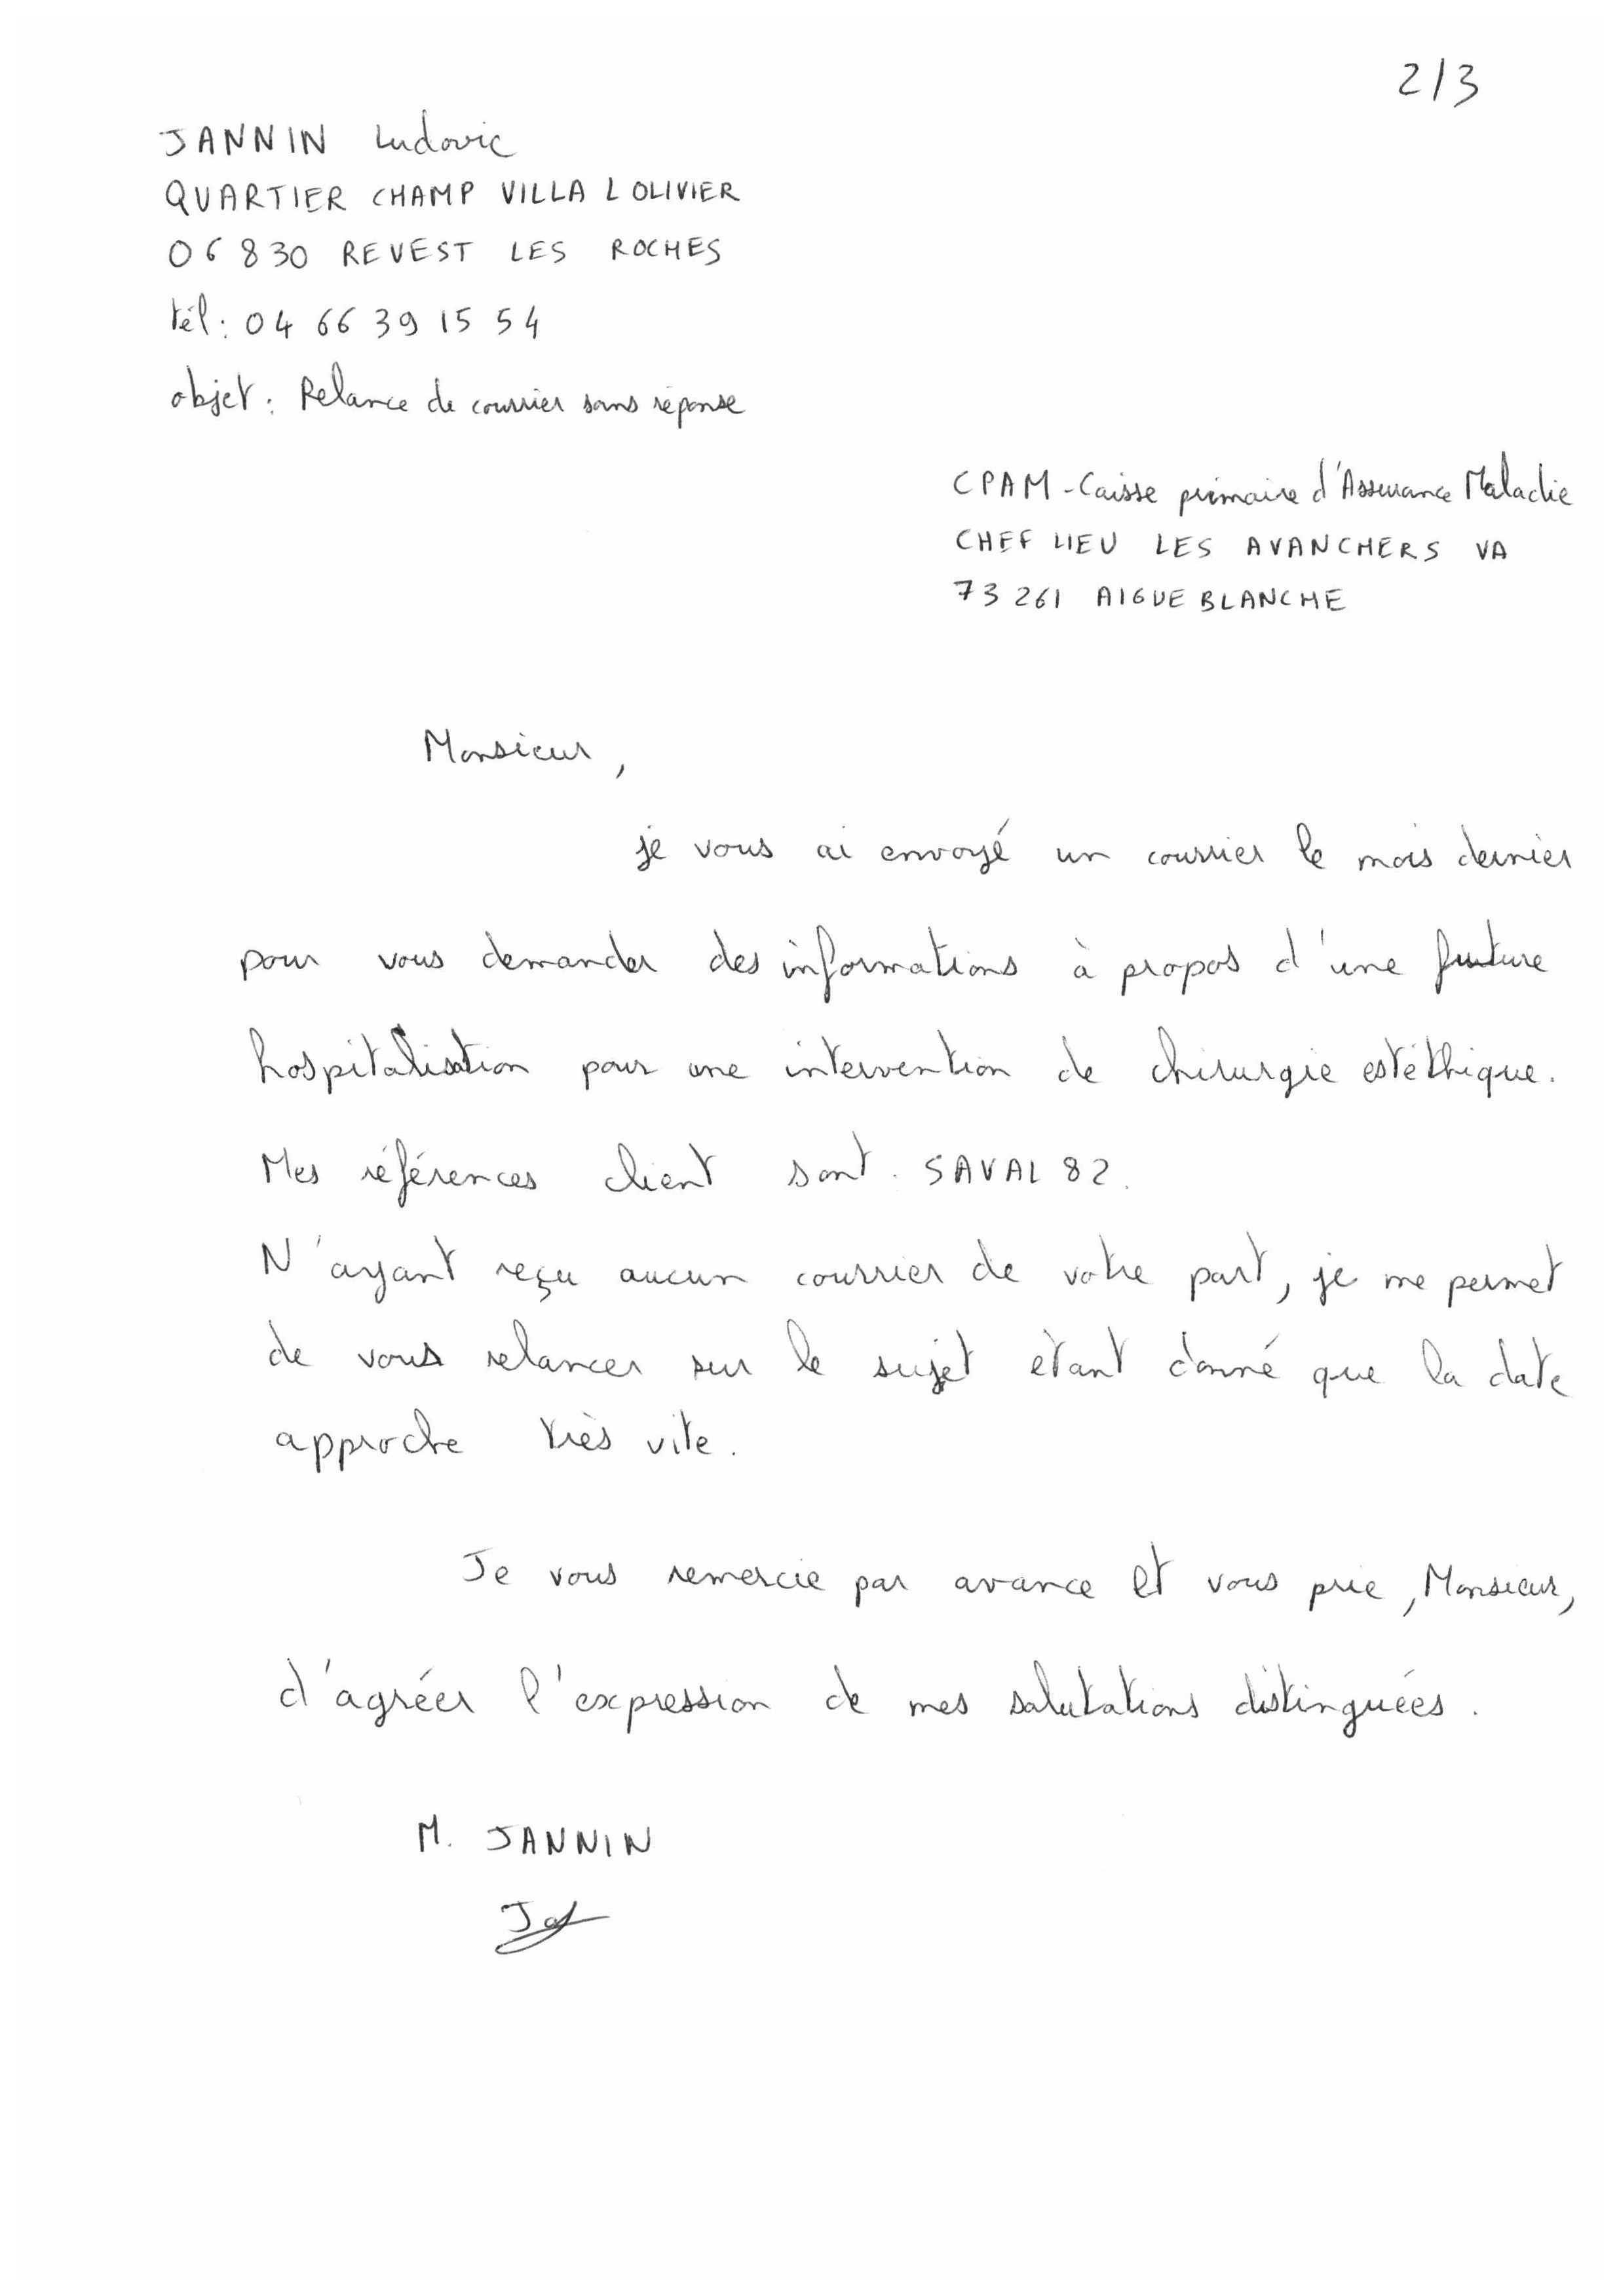 2/3
JANNIN Ludovic
QUARTIER CHAMP VILLA L OLIVIER
06 830 REVEST LES ROCHES
tél : 04 66 39 15 54
objet : Relance de courrier sans réponse
CPAM - Caisse primaire d'Assurance Maladie
CHEF LIEU LES AVANCHERS VA
73 261 AIGUEBLANCHE
Monsieur,
je vous ai envoyé un courrier le mois dernier
pour vous demander des informations à propos d'une future
hospitalisation pour une intervention de chirurgie estéthique.
Mes références client sont . SAVAL 82.
N'ayant reçu aucun courrier de votre part, je me permet
de vous relancer sur le sujet étant donné que la date
approche très vite.
Je vous remercie par avance et vous prie, Monsieur,
d'agréer l'expression de mes salutations distinguées.
M. JANNIN